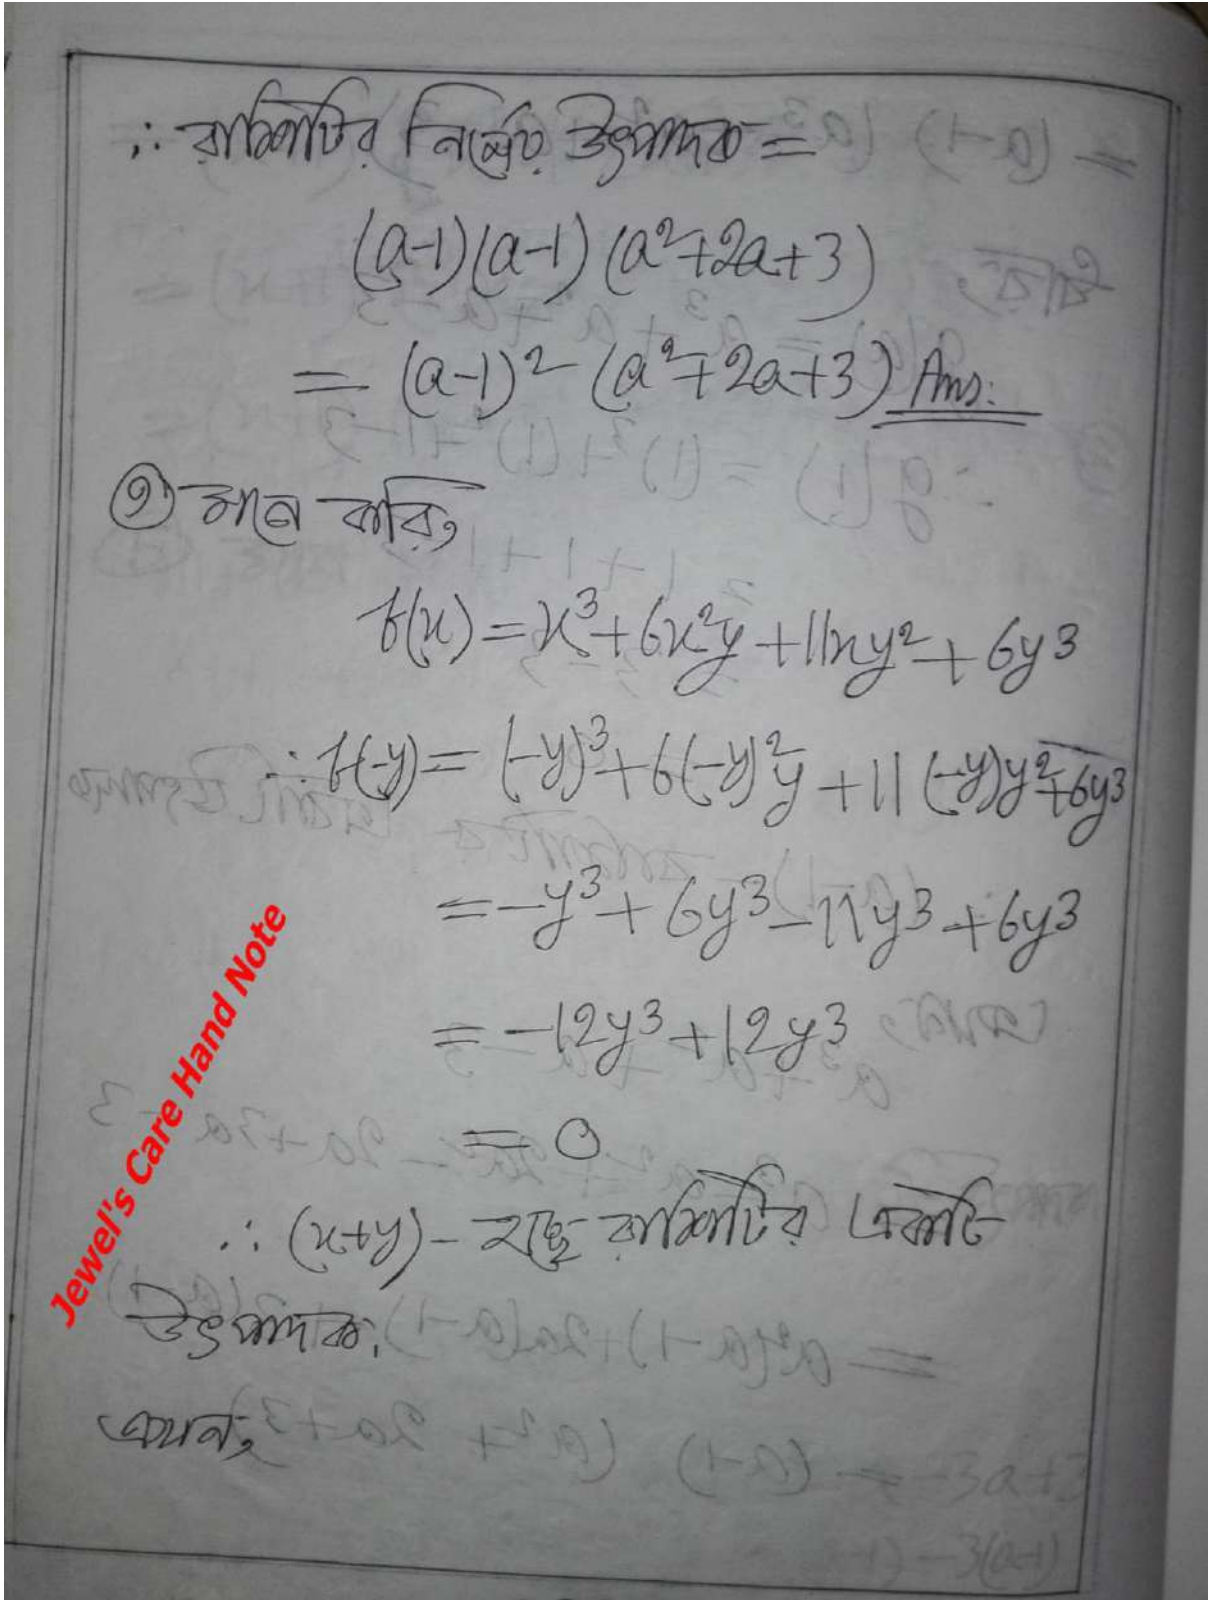 ∴ রাশিটির নির্ণেয় উৎপাদক =
(a-1)(a-1)(a²+2a+3)
= (a-1)² (a²+2a+3) Ans:
৩) মনে করি,
f(x) = x³+6x²y+11xy²+6y³
∴ f(-y) = (-y)³+6(-y)²y+11(-y)y²+6y³
= -y³+6y³-11y³+6y³
= -12y³+12y³
= 0
∴ (x+y) - হচ্ছে রাশিটির একটি
উৎপাদক,
এখন,
Jewel's Care Hand Note